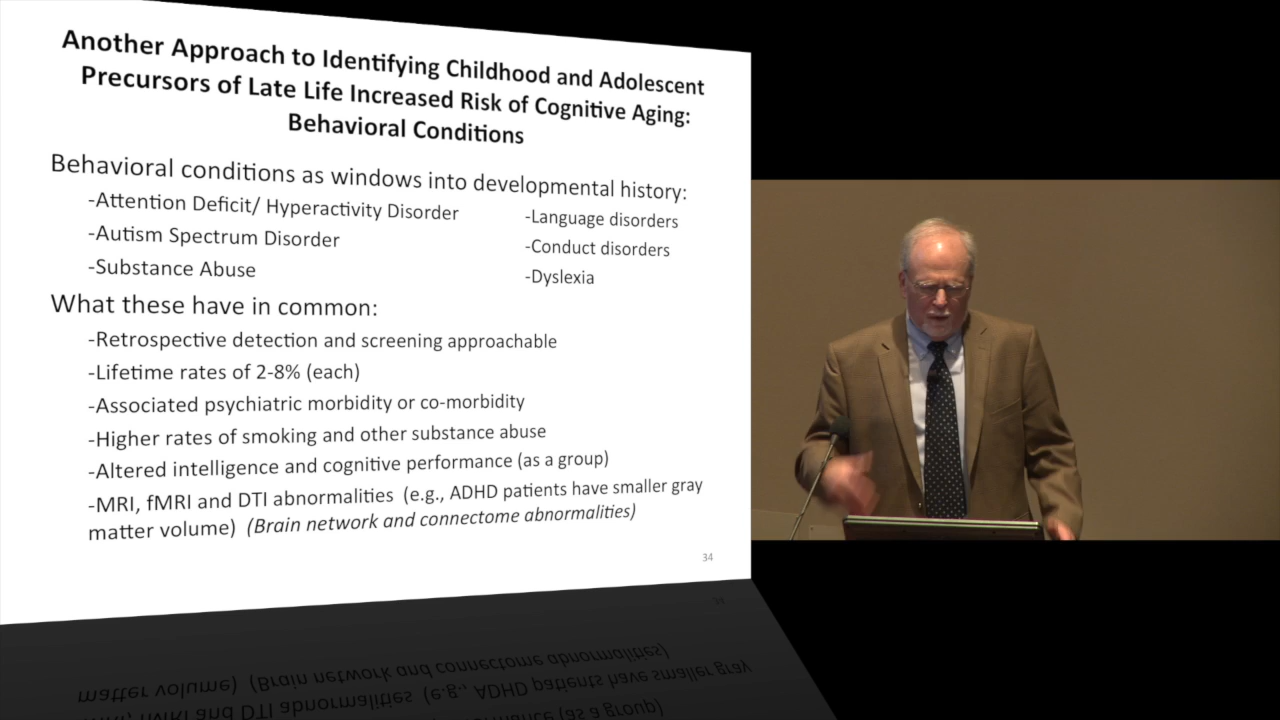 Another Approach to Identifying Childhood and Adolescent
Precursors of Late Life Increased Risk of Cognitive Aging:
Behavioral Conditions
Behavioral conditions as windows into developmental history:
-Attention Deficit/ Hyperactivity Disorder
-Autism Spectrum Disorder
-Substance Abuse
-Language disorders
-Conduct disorders
-Dyslexia
What these have in common:
-Retrospective detection and screening approachable
-Lifetime rates of 2-8% (each)
-Associated psychiatric morbidity or co-morbidity
-Higher rates of smoking and other substance abuse
-Altered intelligence and cognitive performance (as a group)
-MRI, fMRI and DTI abnormalities (e.g., ADHD patients have smaller gray
matter volume) (Brain network and connectome abnormalities)
34